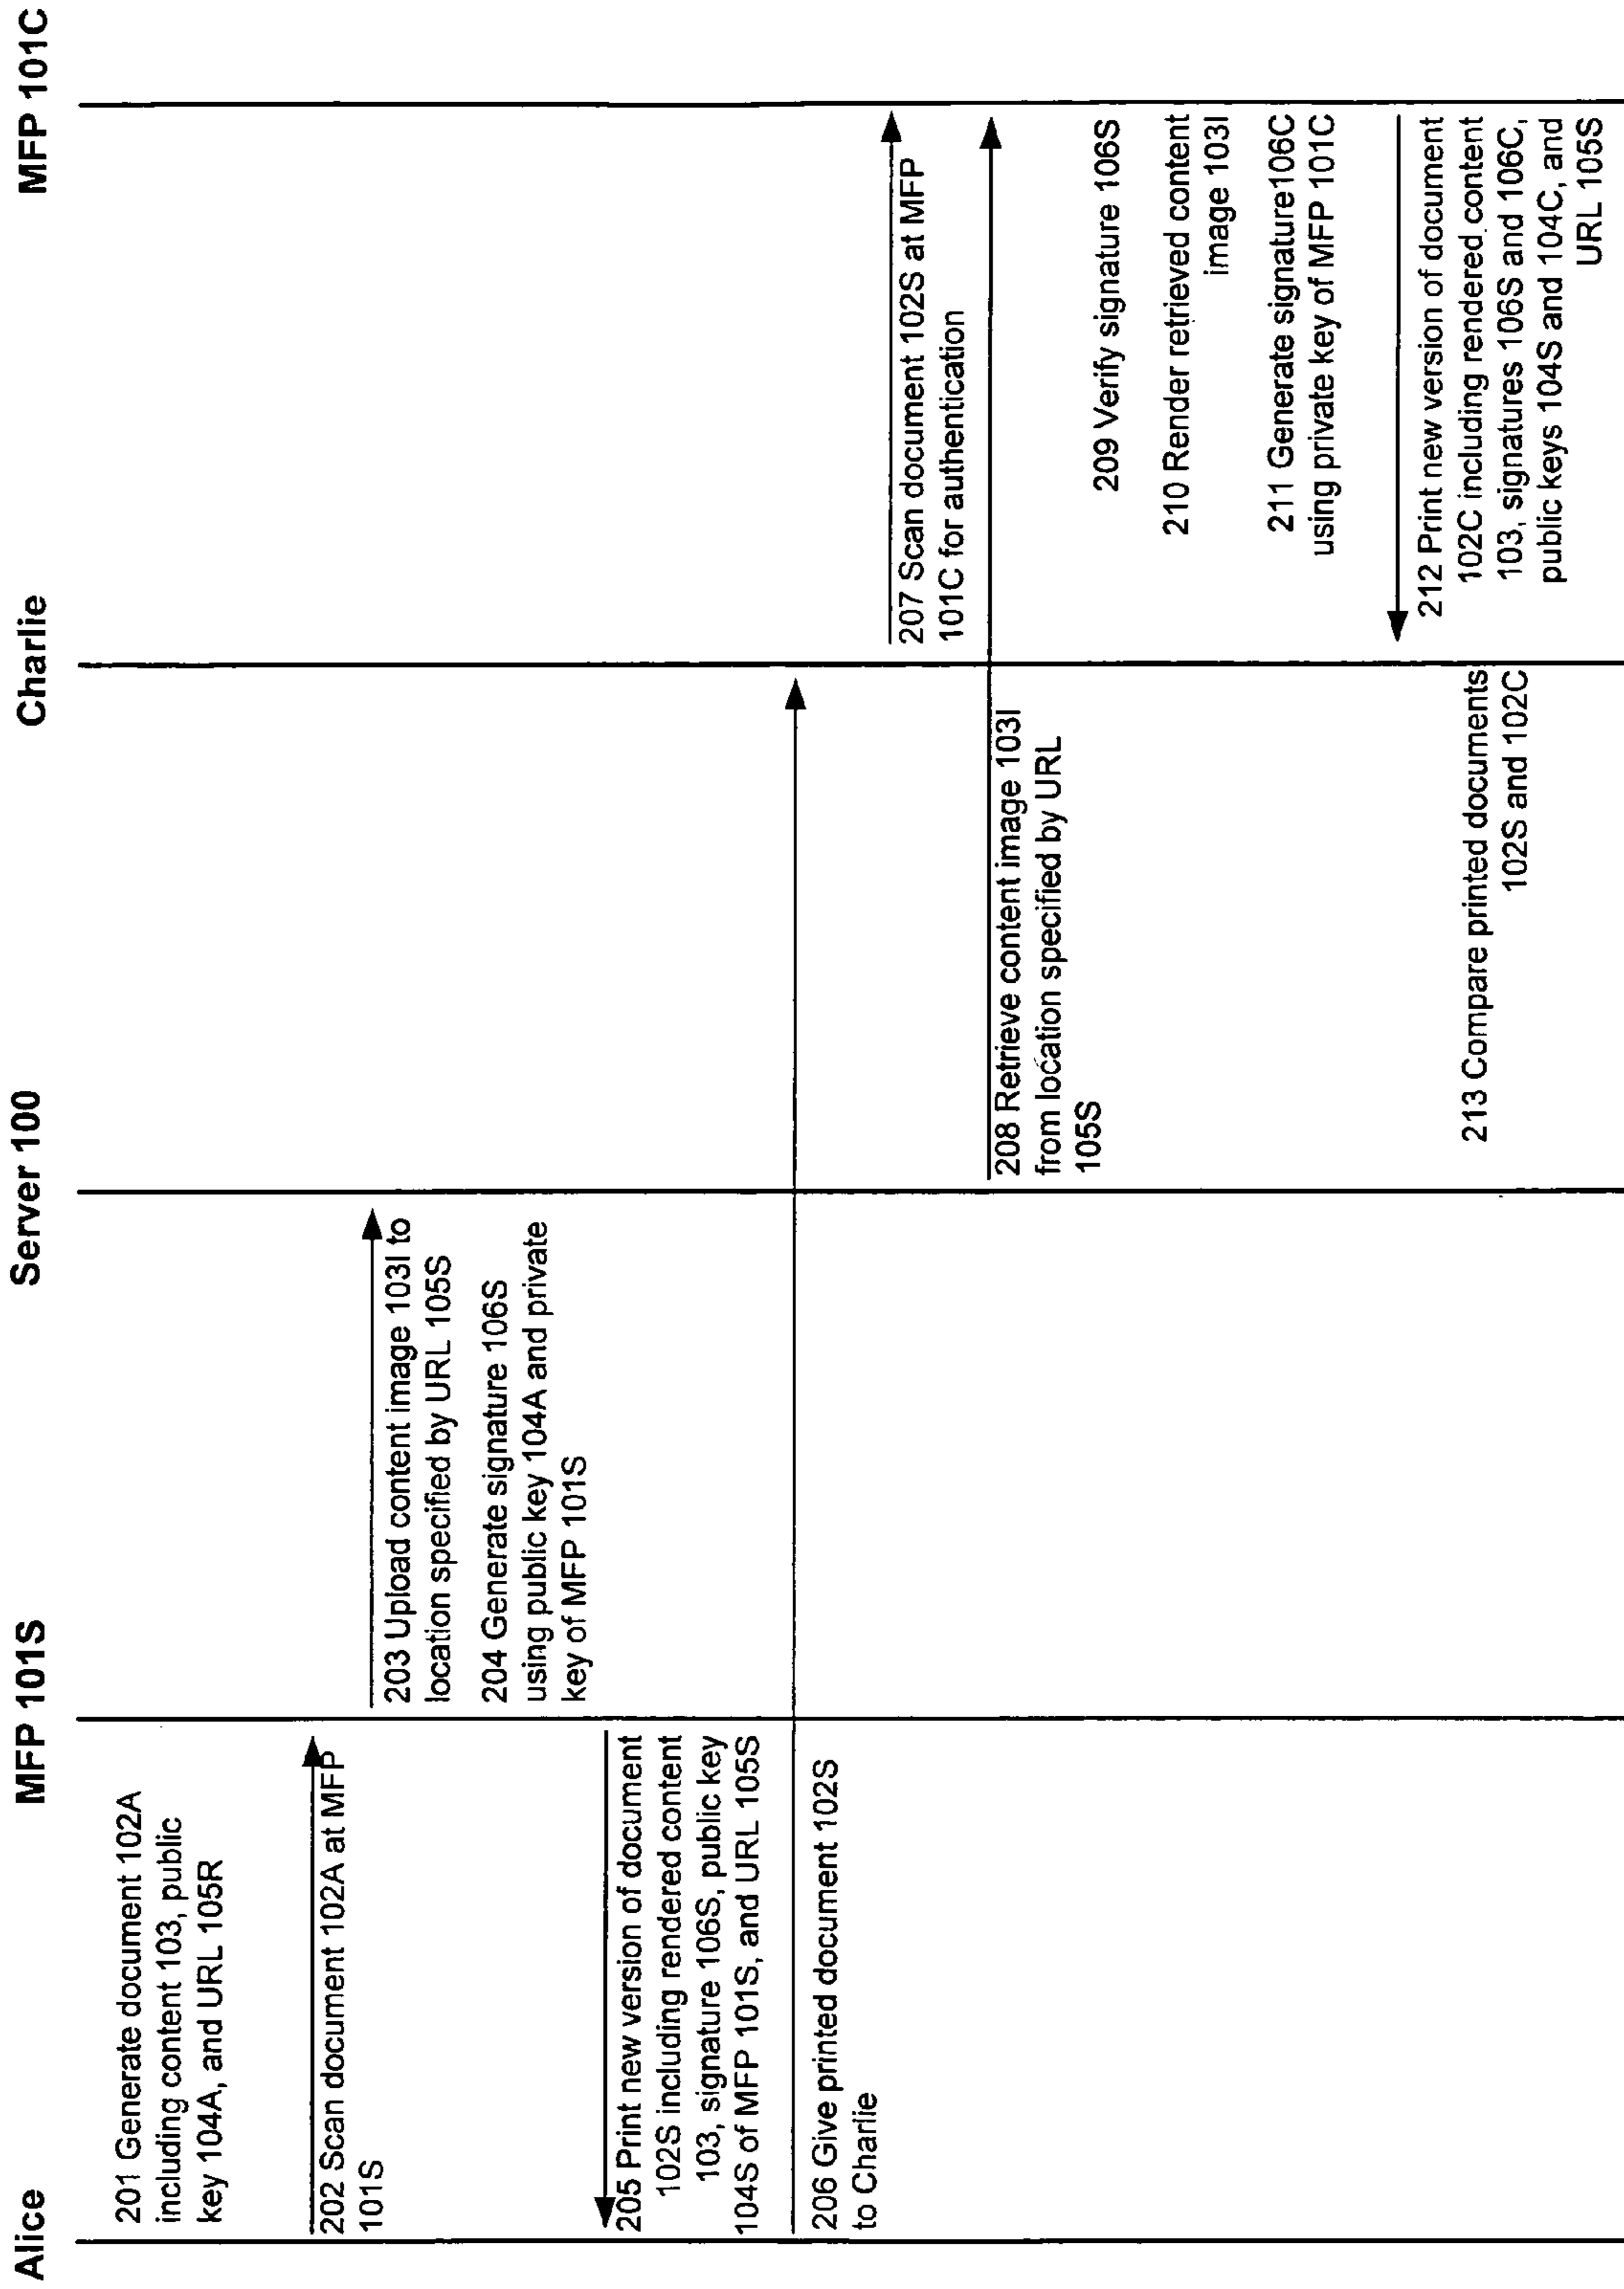 Alice
MFP 101S
Server 100
Charlie
MFP 101C
201 Generate document 102A
including content 103, public
key 104A, and URL 105R
202 Scan document 102A at MFP
101S
203 Upload content image 103I to
location specified by URL 105S
204 Generate signature 106S
using public key 104A and private
key of MFP 101S
205 Print new version of document
102S including rendered content
103, signature 106S, public key
104S of MFP 101S, and URL 105S
206 Give printed document 102S
to Charlie
207 Scan document 102S at MFP
101C for authentication
208 Retrieve content image 103I
from location specified by URL
105S
209 Verify signature 106S
210 Render retrieved content
image 103I
211 Generate signature106C
using private key of MFP 101C
212 Print new version of document
102C including rendered content
103, signatures 106S and 106C,
public keys 104S and 104C, and
URL 105S
213 Compare printed documents
102S and 102C